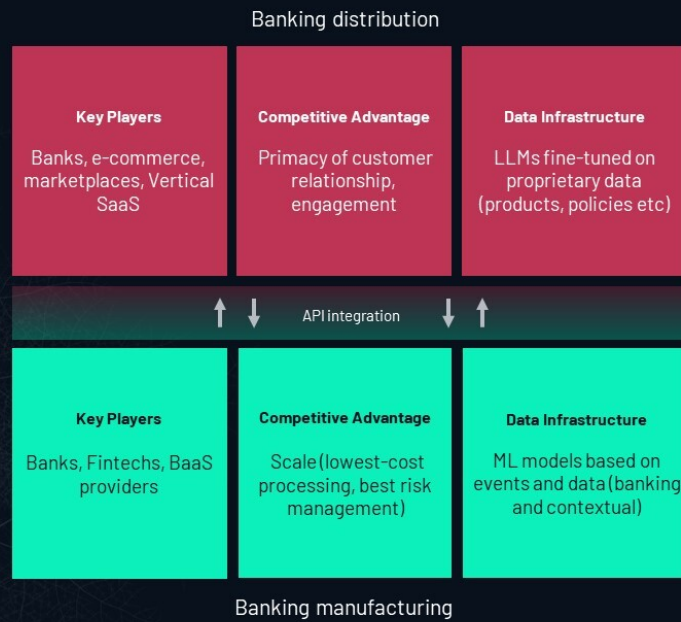 Banking distribution
Key Players
Banks, e-commerce,
marketplaces, Vertical
SaaS
Competitive Advantage
Primacy of customer
relationship,
engagement
Data Infrastructure
LLMs fine-tuned on
proprietary data
(products, policies etc)
API integration
Key Players
Banks, Fintechs, BaaS
providers
Competitive Advantage
Scale (lowest-cost
processing, best risk
management)
Data Infrastructure
ML models based on
events and data (banking
and contextual)
Banking manufacturing